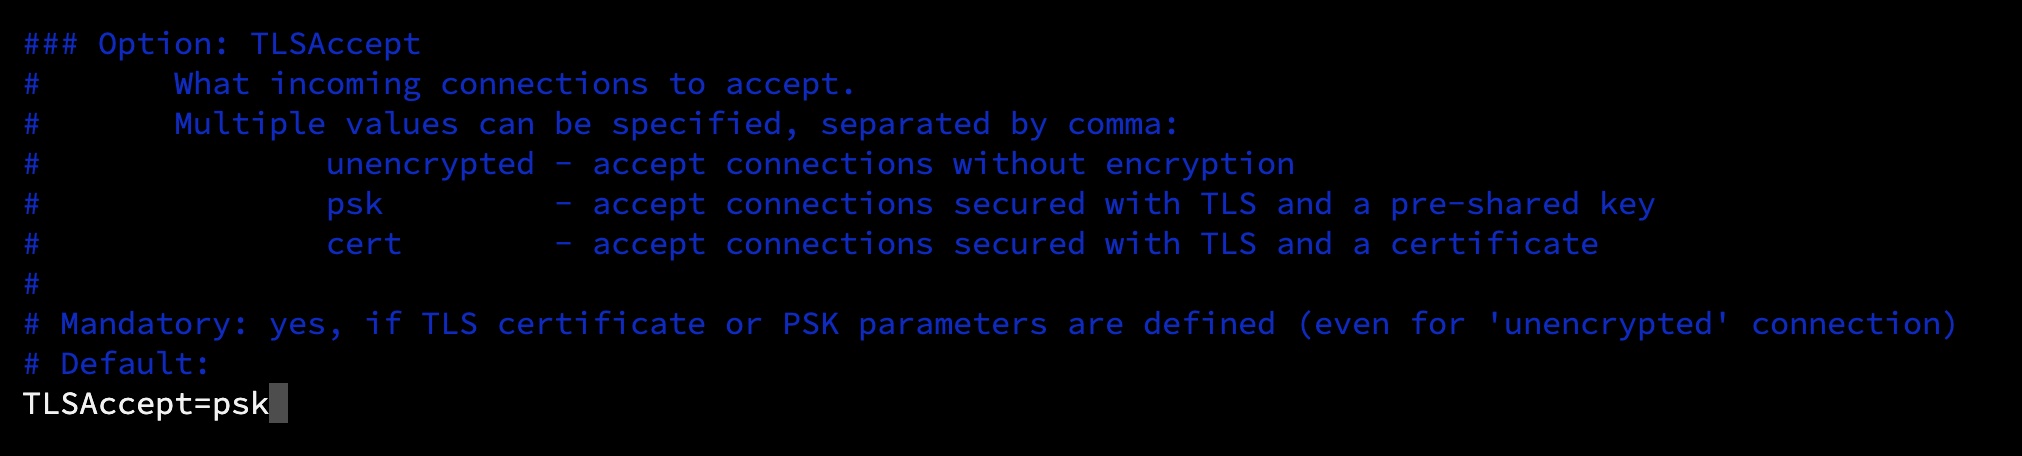 ### Option: TLSAccept
#       What incoming connections to accept.
#       Multiple values can be specified, separated by comma:
#               unencrypted - accept connections without encryption
#               psk         - accept connections secured with TLS and a pre-shared key
#               cert        - accept connections secured with TLS and a certificate
#
# Mandatory: yes, if TLS certificate or PSK parameters are defined (even for 'unencrypted' connection)
# Default:
TLSAccept=psk